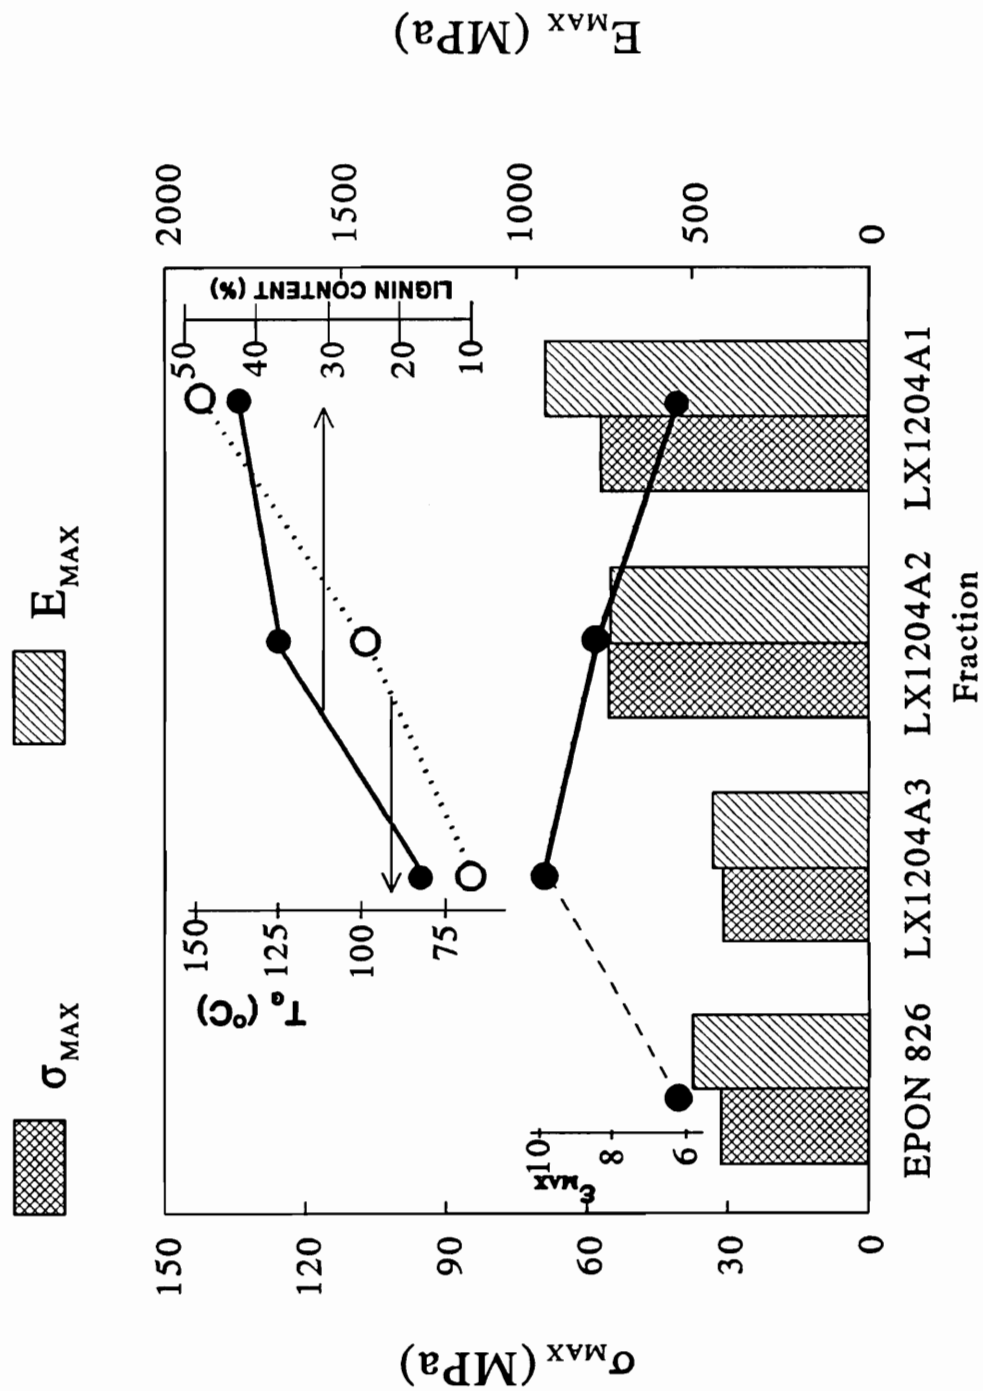 σMAX
EMAX
σMAX (MPa)
150
120
90
60
30
0
EMAX (MPa)
2000
1500
1000
500
0
TG (°C)
150
125
100
75
LIGNIN CONTENT (%)
50
40
30
20
10
εMAX
10
8
6
EPON 826
LX1204A3
LX1204A2
LX1204A1
Fraction